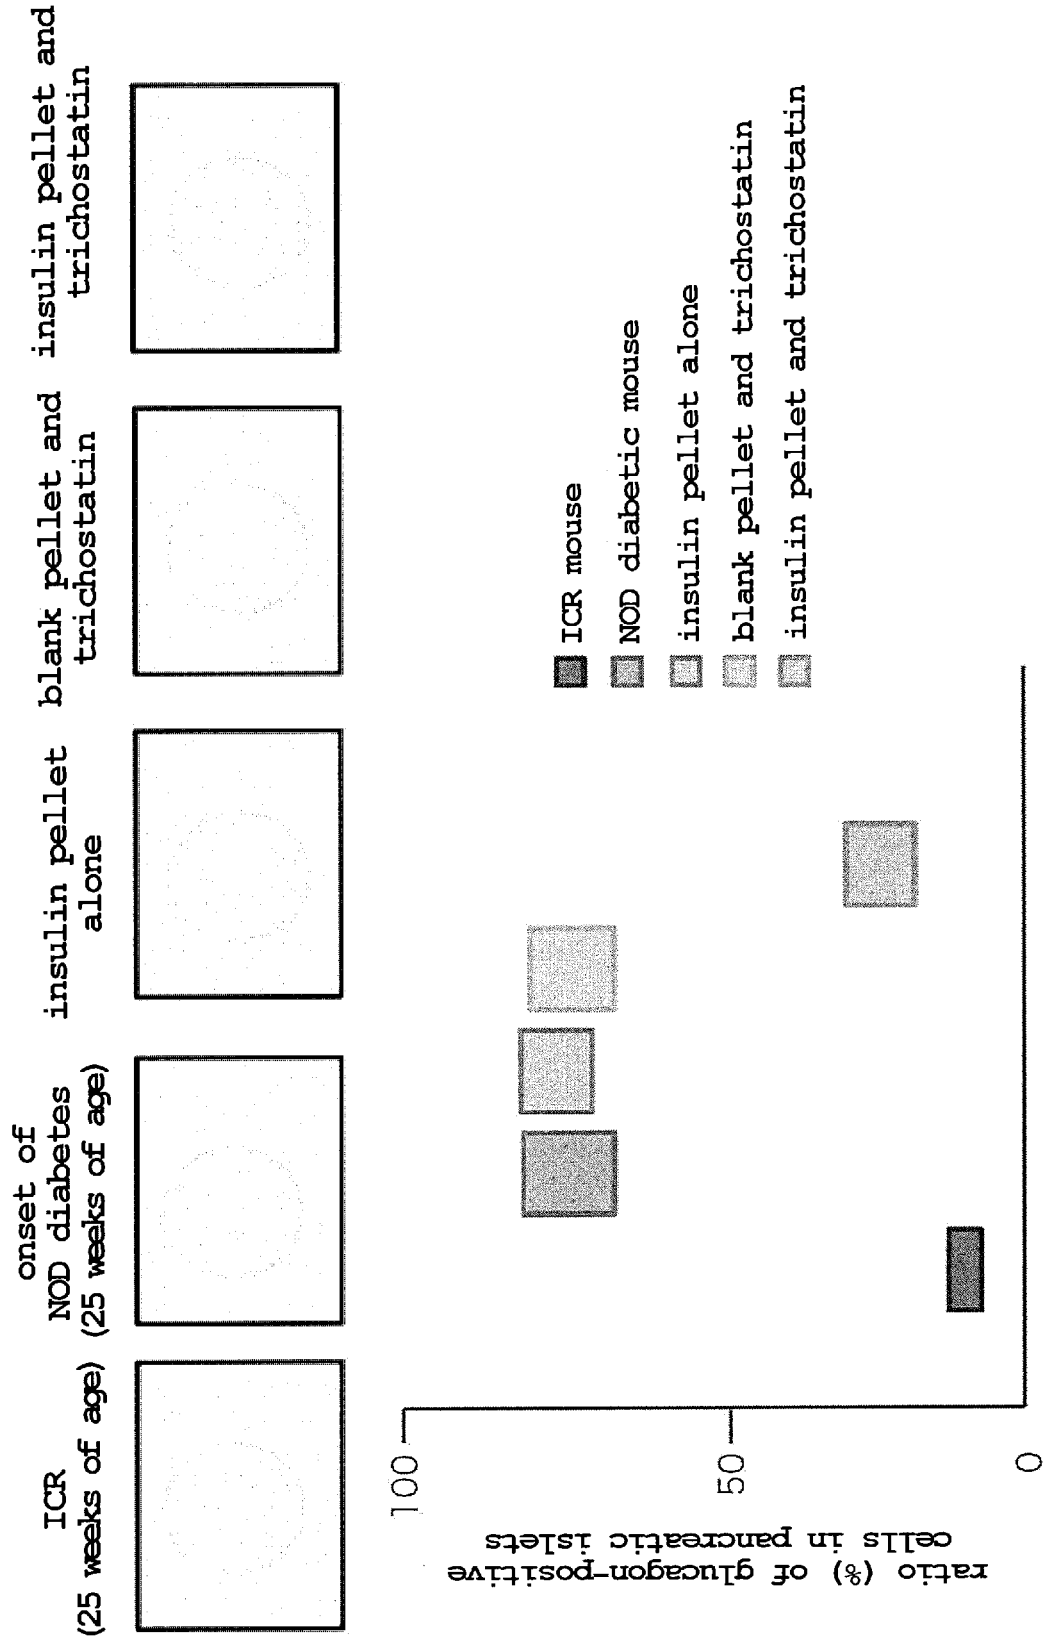 ICR
(25 weeks of age)
onset of
NOD diabetes
(25 weeks of age)
insulin pellet
alone
blank pellet and
trichostatin
insulin pellet and
trichostatin
ratio (%) of glucagon-positive
cells in pancreatic islets
100
50
0
ICR mouse
NOD diabetic mouse
insulin pellet alone
blank pellet and trichostatin
insulin pellet and trichostatin